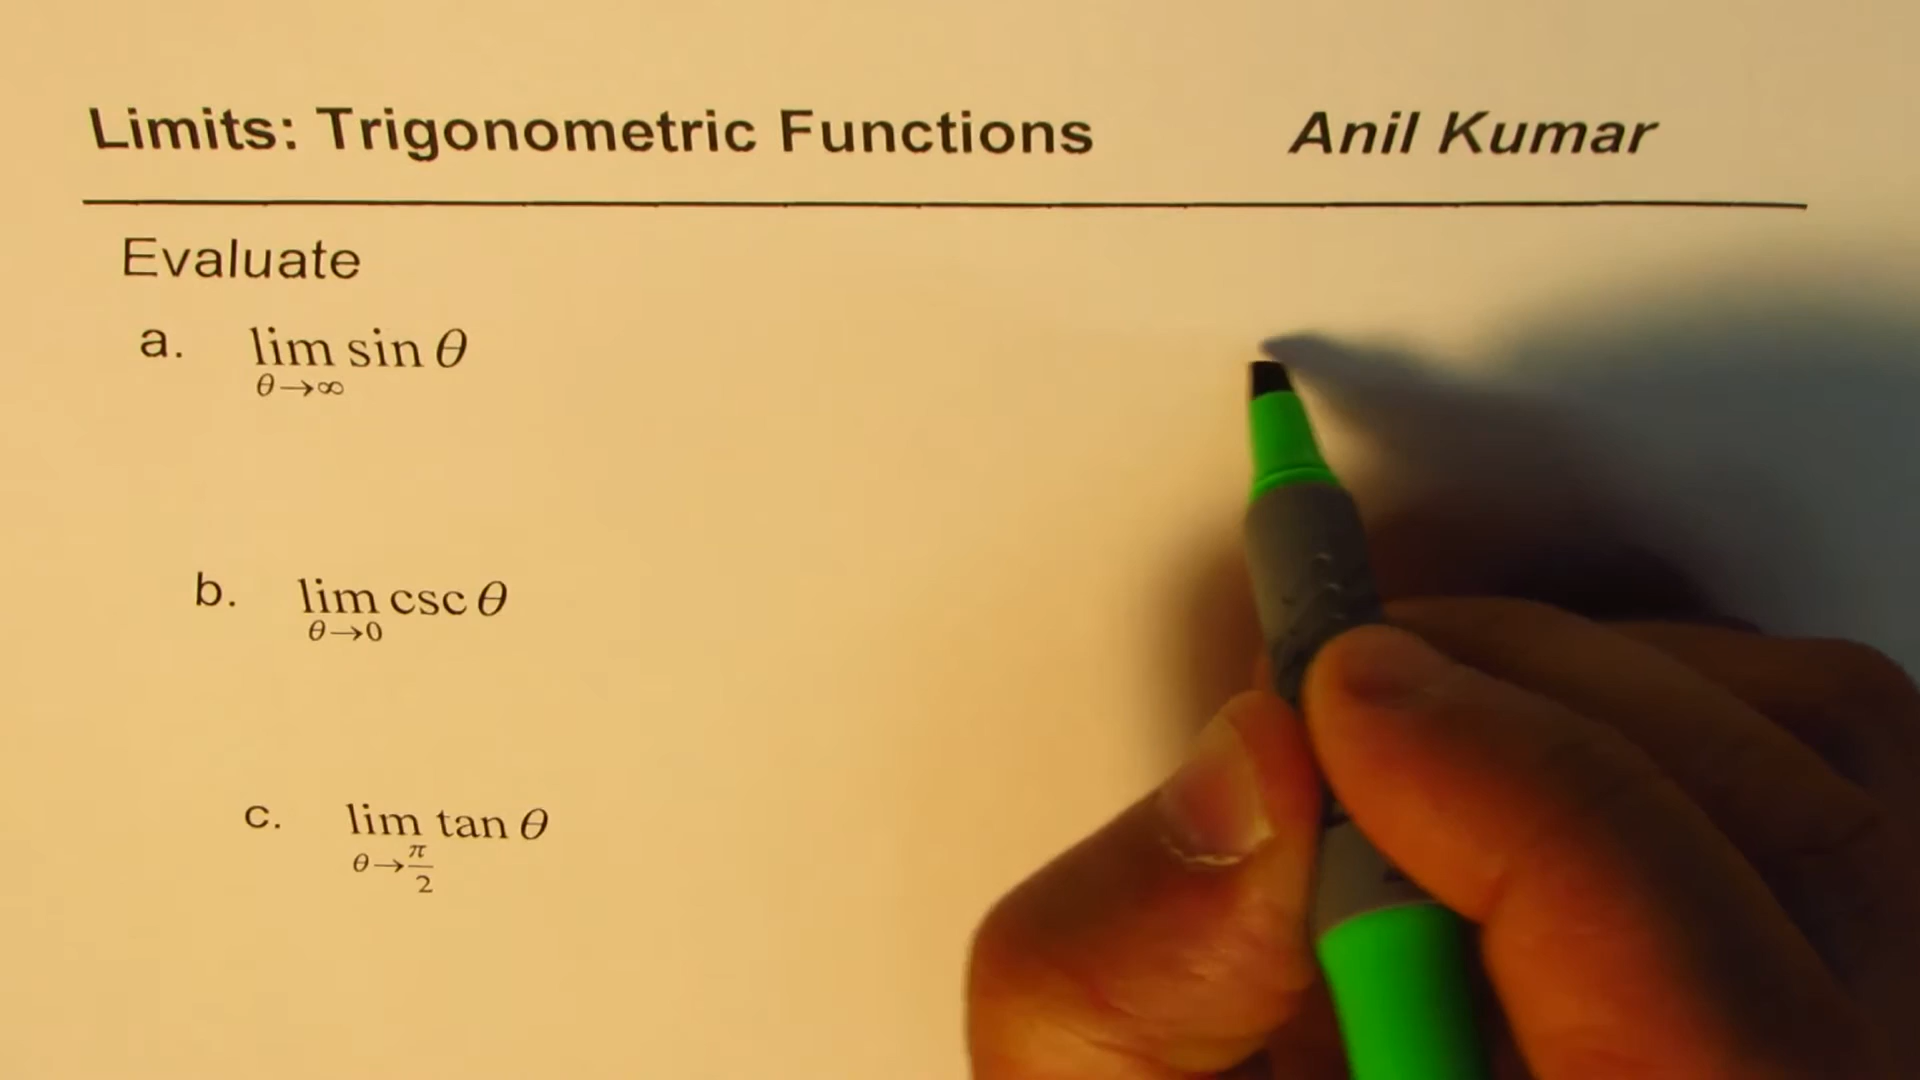 Limits: Trigonometric Functions Anil Kumar
Evaluate
a. lim sin θ
θ→∞
b. lim csc θ
θ→0
c. lim tan θ
θ→π/2